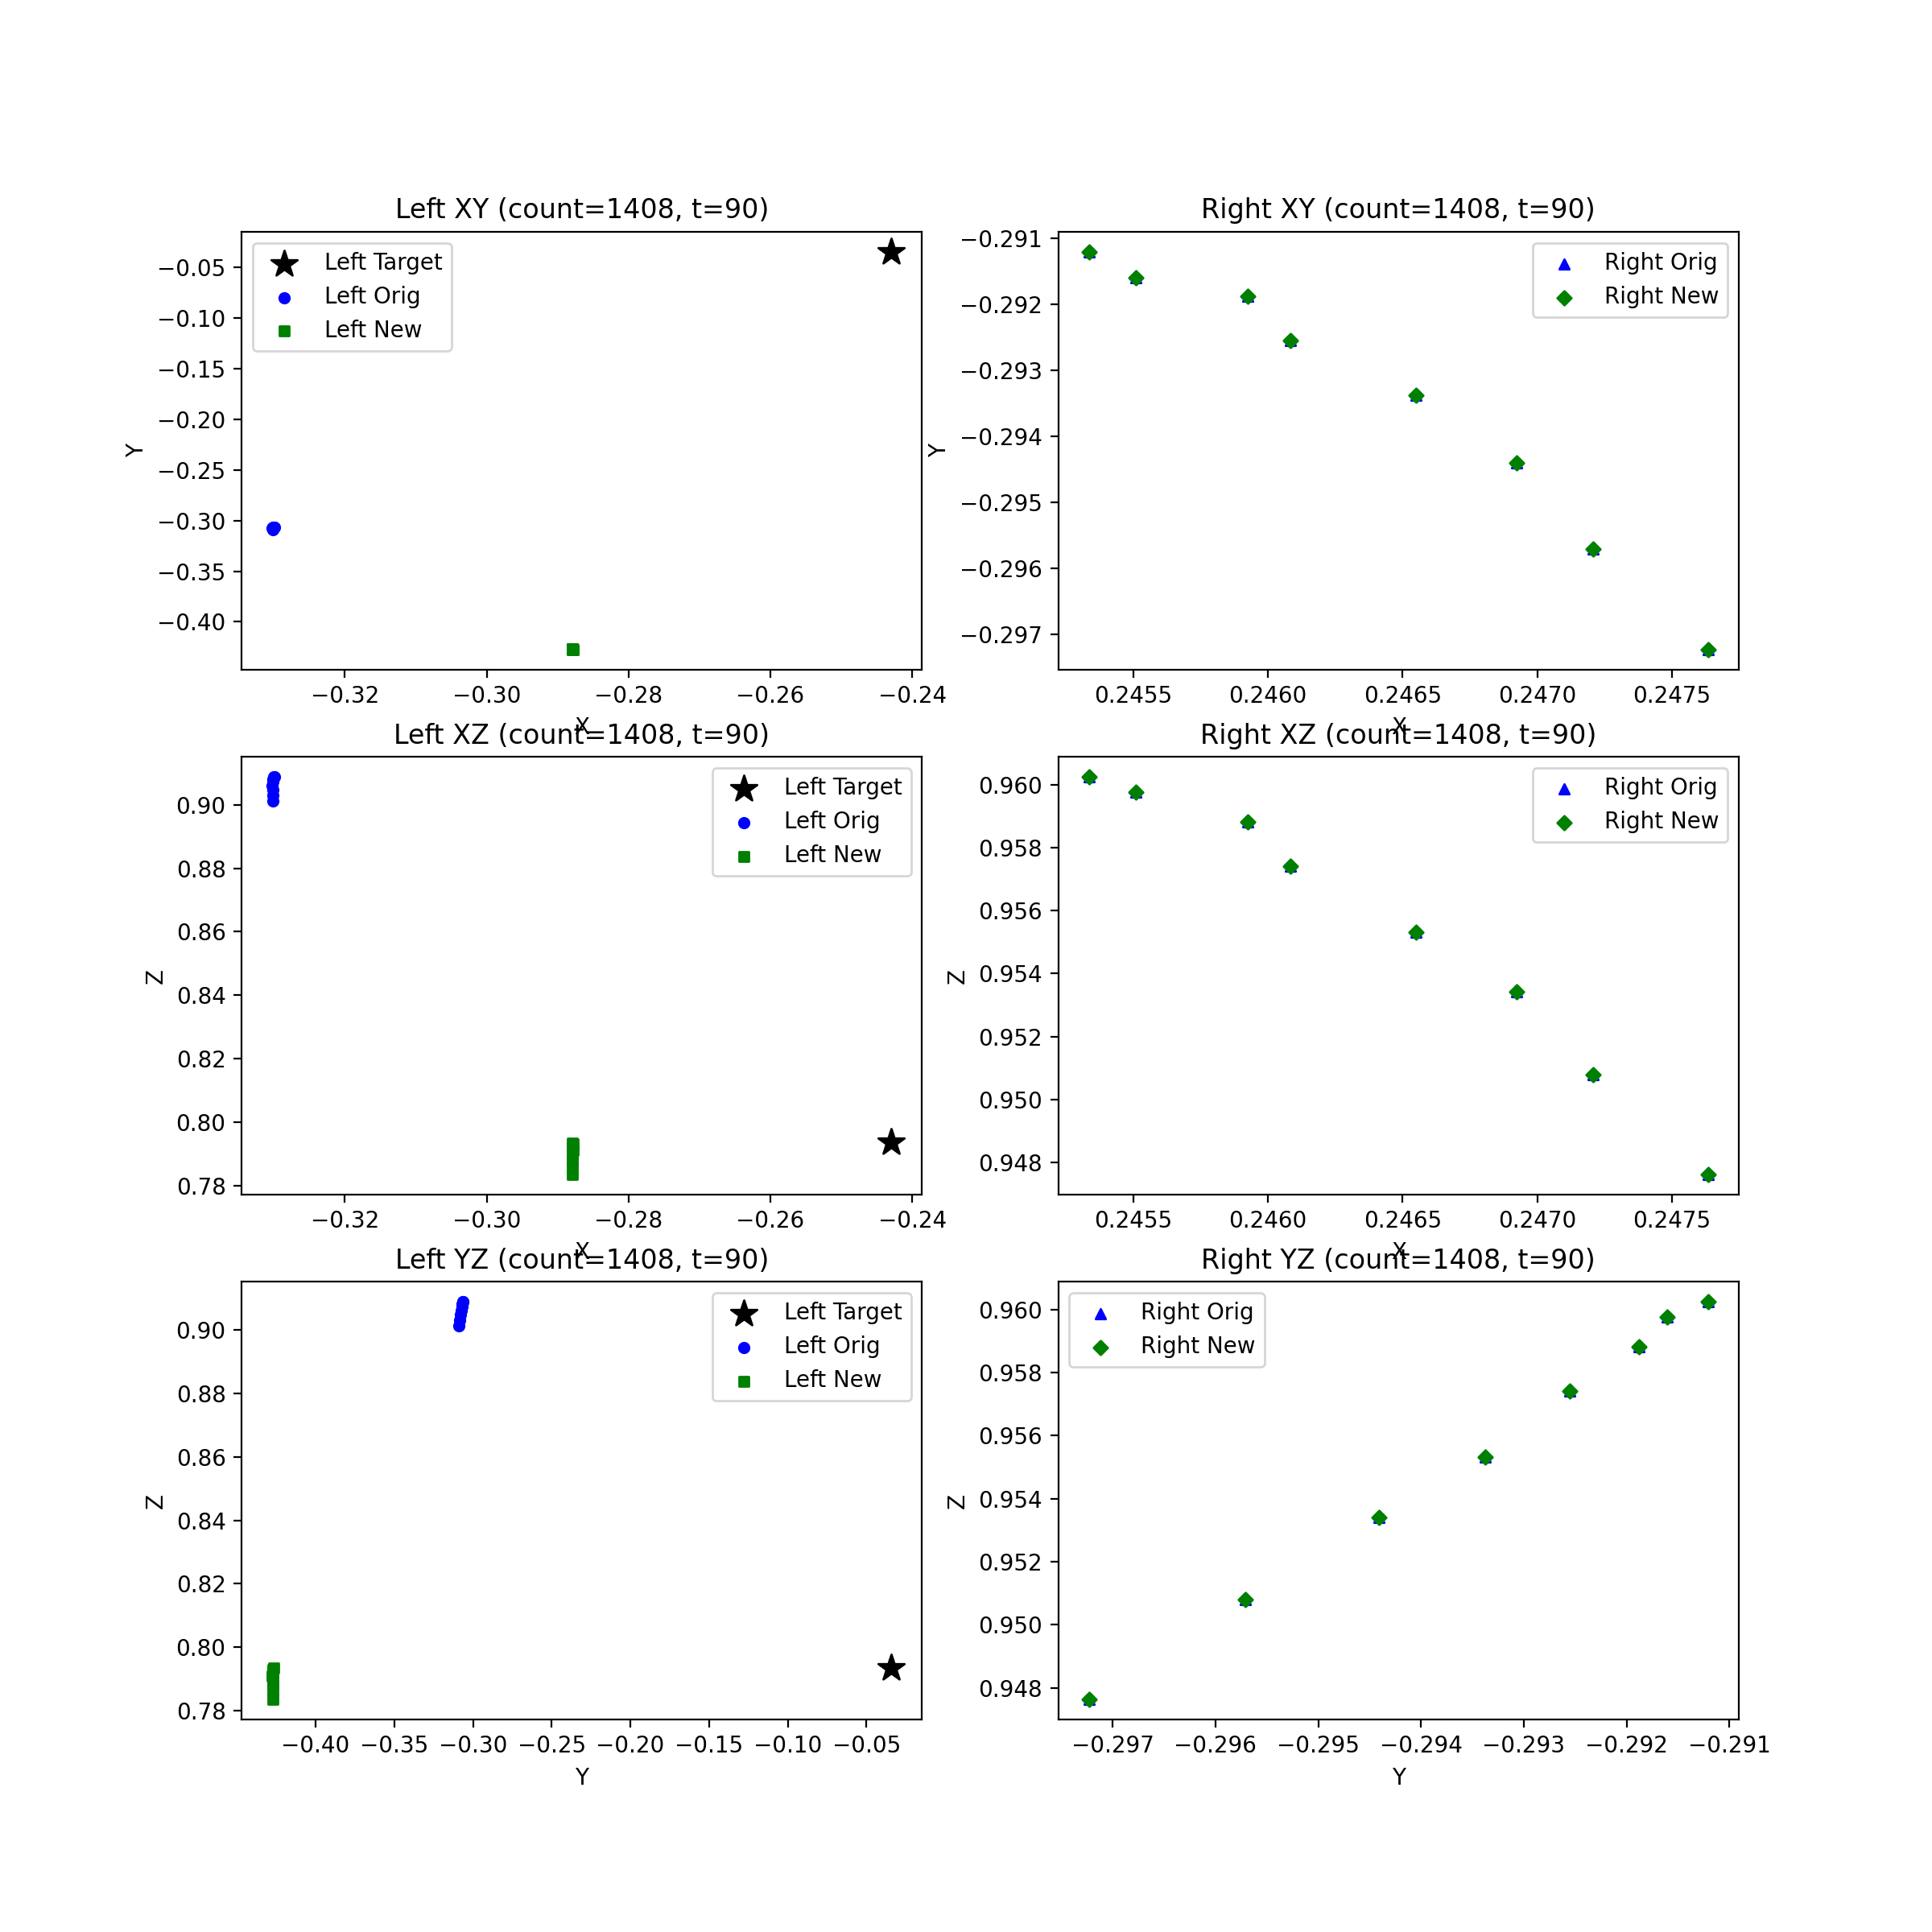 Left XY (count=1408, t=90)
Left Target
Left Orig
Left New
−0.05
−0.10
−0.15
−0.20
−0.25
−0.30
−0.35
−0.40
Y
−0.32 −0.30 −0.28 −0.26 −0.24
X
Right XY (count=1408, t=90)
Right Orig
Right New
−0.291
−0.292
−0.293
−0.294
−0.295
−0.296
−0.297
Y
0.2455 0.2460 0.2465 0.2470 0.2475
X
Left XZ (count=1408, t=90)
Left Target
Left Orig
Left New
0.90
0.88
0.86
0.84
0.82
0.80
0.78
Z
−0.32 −0.30 −0.28 −0.26 −0.24
X
Right XZ (count=1408, t=90)
Right Orig
Right New
0.960
0.958
0.956
0.954
0.952
0.950
0.948
Z
0.2455 0.2460 0.2465 0.2470 0.2475
X
Left YZ (count=1408, t=90)
Left Target
Left Orig
Left New
0.90
0.88
0.86
0.84
0.82
0.80
0.78
Z
−0.40 −0.35 −0.30 −0.25 −0.20 −0.15 −0.10 −0.05
Y
Right YZ (count=1408, t=90)
Right Orig
Right New
0.960
0.958
0.956
0.954
0.952
0.950
0.948
Z
−0.297 −0.296 −0.295 −0.294 −0.293 −0.292 −0.291
Y